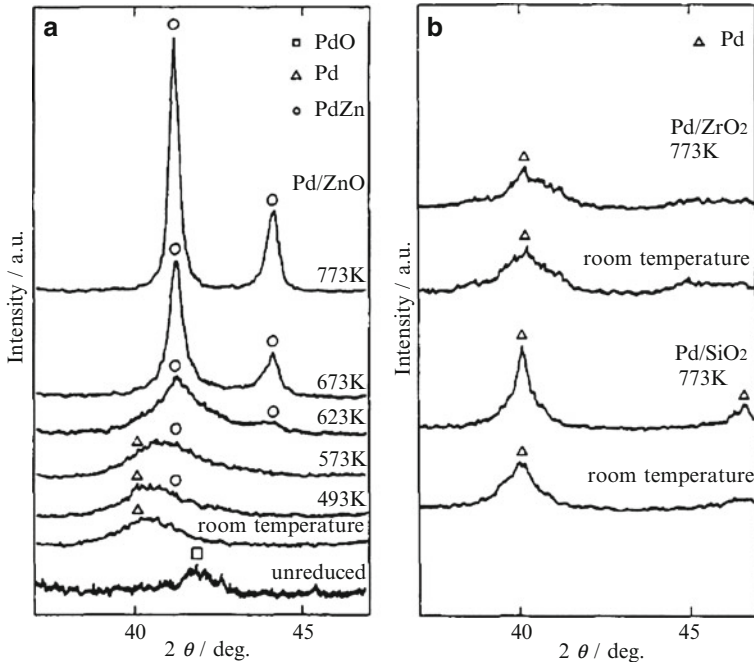 a
□ PdO
△ Pd
○ PdZn
Pd/ZnO
773K
673K
623K
573K
493K
room temperature
unreduced
40
45
2 θ / deg.
Intensity / a.u.
b
△ Pd
Pd/ZrO2
773K
room temperature
Pd/SiO2
773K
room temperature
40
45
2 θ / deg.
Intensity / a.u.